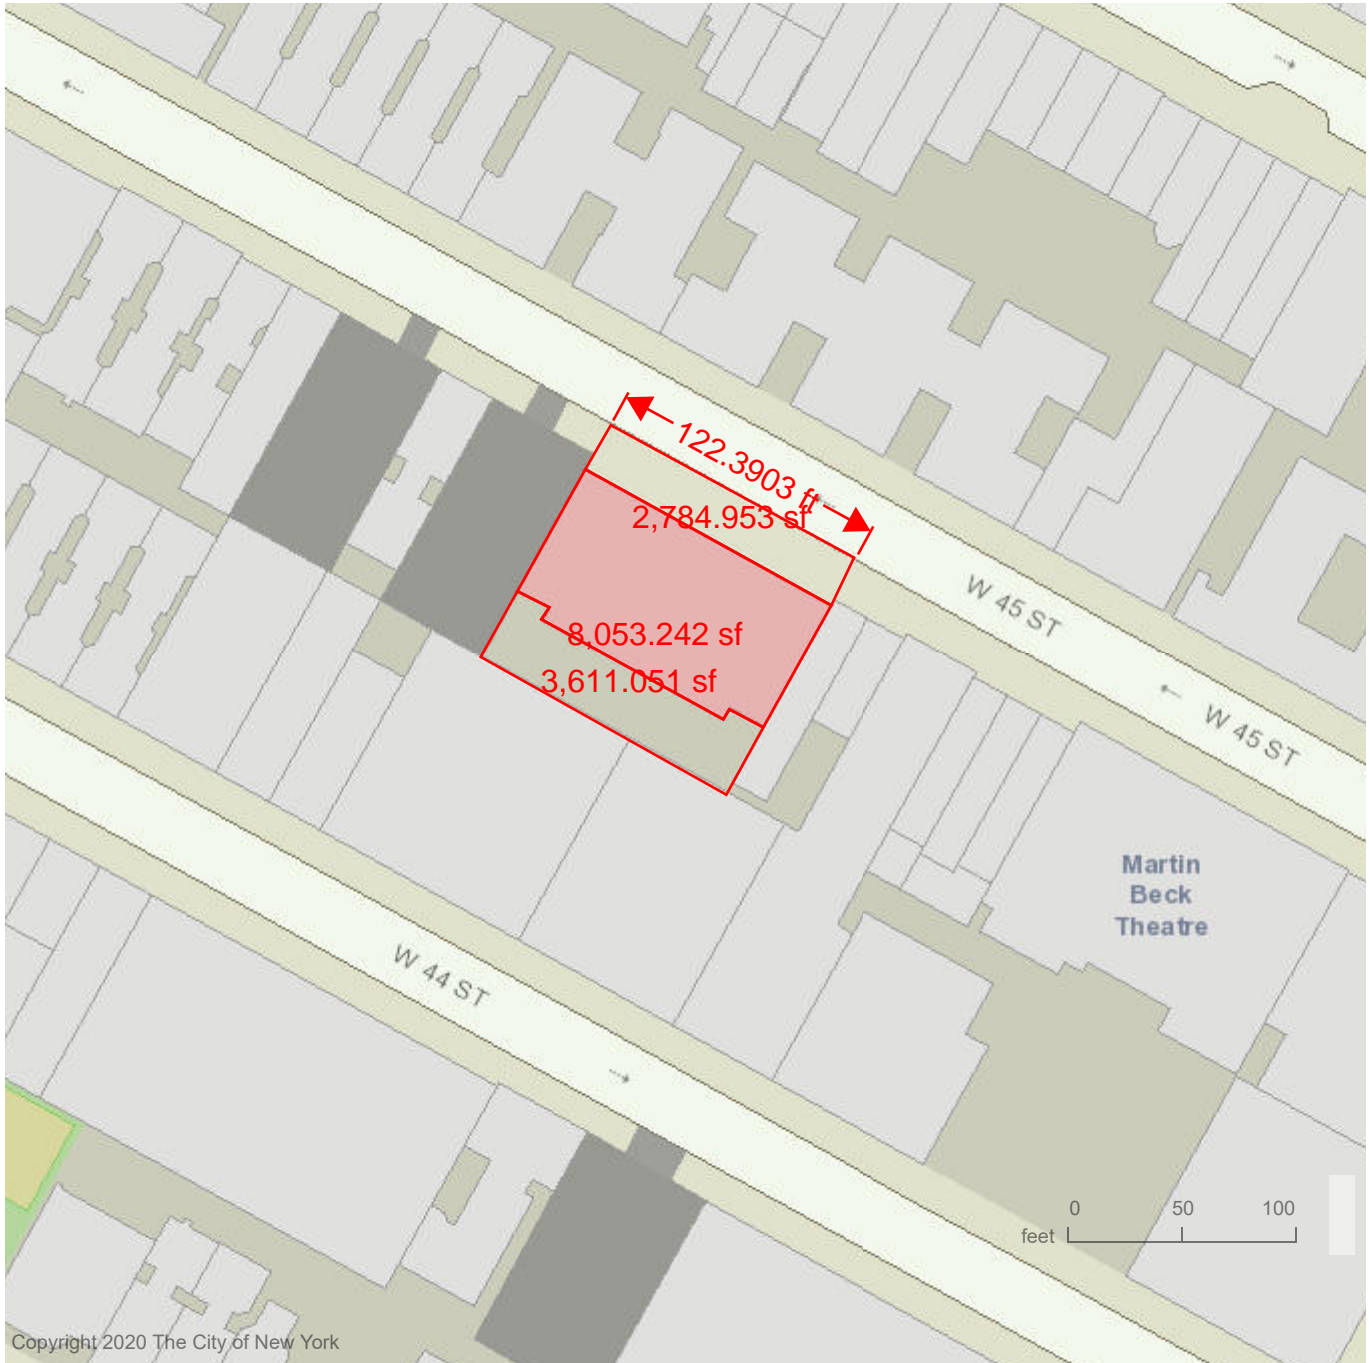 122.3903 ft
2,784.953 sf
8,053.242 sf
3,611.051 sf
W 45 ST
W 45 ST
Martin
Beck
Theatre
W 44 ST
0 50 100
feet
Copyright 2020 The City of New York